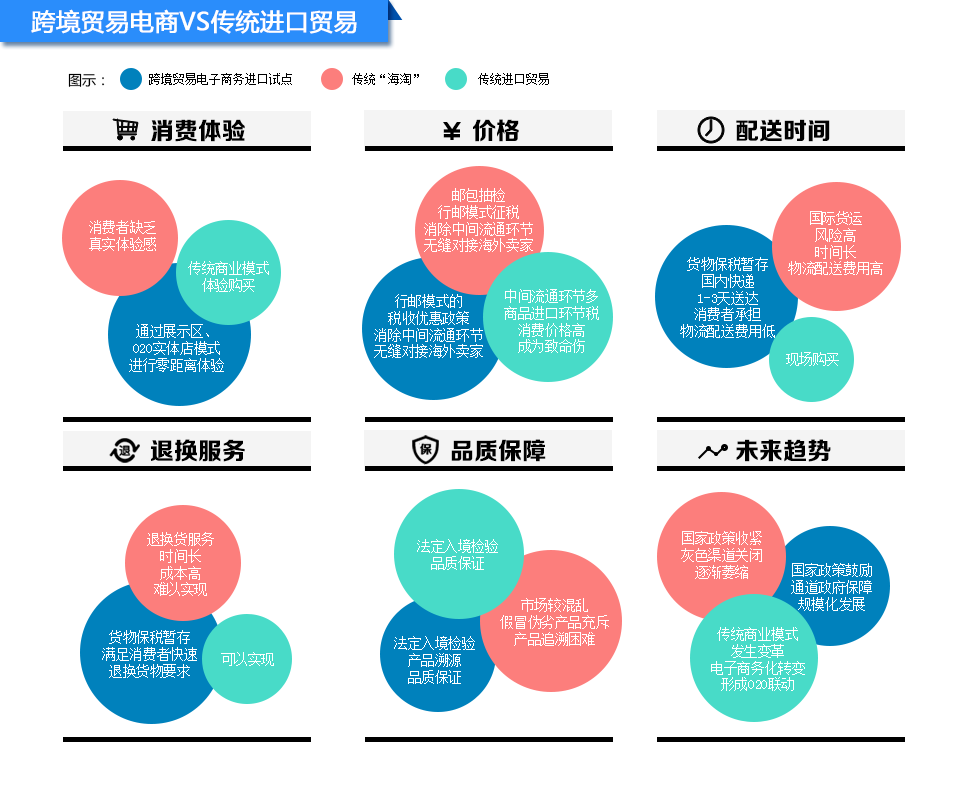 跨境贸易电商VS传统进口贸易
图示：
跨境贸易电子商务进口试点
传统“海淘”
传统进口贸易
消费体验
消费者缺乏
真实体验感
传统商业模式
体验购买
通过展示区、
O2O实体店模式
进行零距离体验
¥ 价格
邮包抽检
行邮模式征税
消除中间流通环节
无缝对接海外卖家
行邮模式的
税收优惠政策
消除中间流通环节
无缝对接海外卖家
中间流通环节多
商品进口环节税
消费价格高
成为致命伤
配送时间
国际货运
风险高
时间长
物流配送费用高
货物保税暂存
国内快递
1-3天送达
消费者承担
物流配送费用低
现场购买
退 退换服务
退换货服务
时间长
成本高
难以实现
货物保税暂存
满足消费者快速
退换货物要求
可以实现
保 品质保障
法定入境检验
品质保证
市场较混乱
假冒伪劣产品充斥
产品追溯困难
法定入境检验
产品溯源
品质保证
未来趋势
国家政策收紧
灰色渠道关闭
逐渐萎缩
国家政策鼓励
通道政府保障
规模化发展
传统商业模式
发生变革
电子商务化转变
形成O2O联动